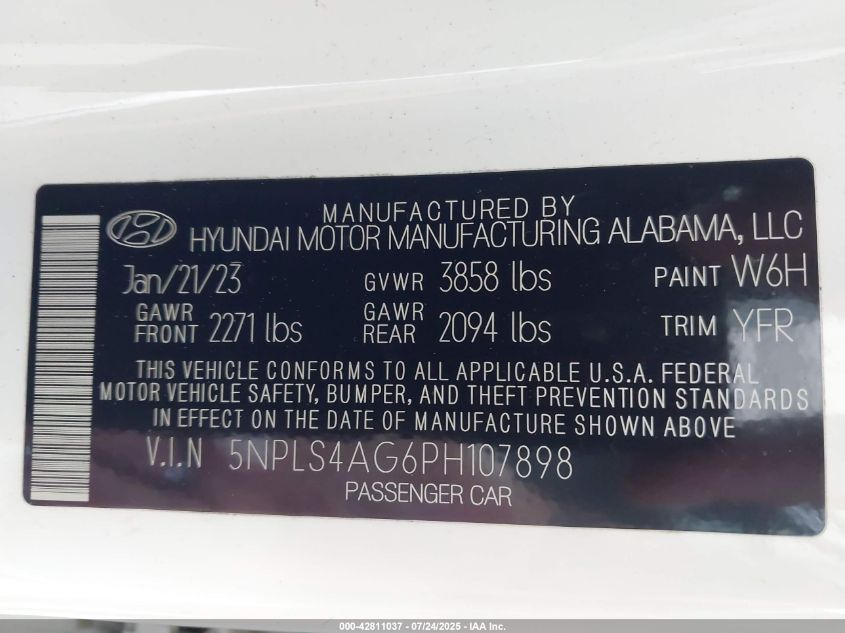 MANUFACTURED BY
HYUNDAI MOTOR MANUFACTURING ALABAMA, LLC
Jan/21/23 GVWR 3858 lbs PAINT W6H
GAWR FRONT 2271 lbs GAWR REAR 2094 lbs TRIM YFR
THIS VEHICLE CONFORMS TO ALL APPLICABLE U.S.A. FEDERAL
MOTOR VEHICLE SAFETY, BUMPER, AND THEFT PREVENTION STANDARDS
IN EFFECT ON THE DATE OF MANUFACTURE SHOWN ABOVE
V.I.N 5NPLS4AG6PH107898
PASSENGER CAR
000-42811037 - 07/24/2025 - IAA Inc.